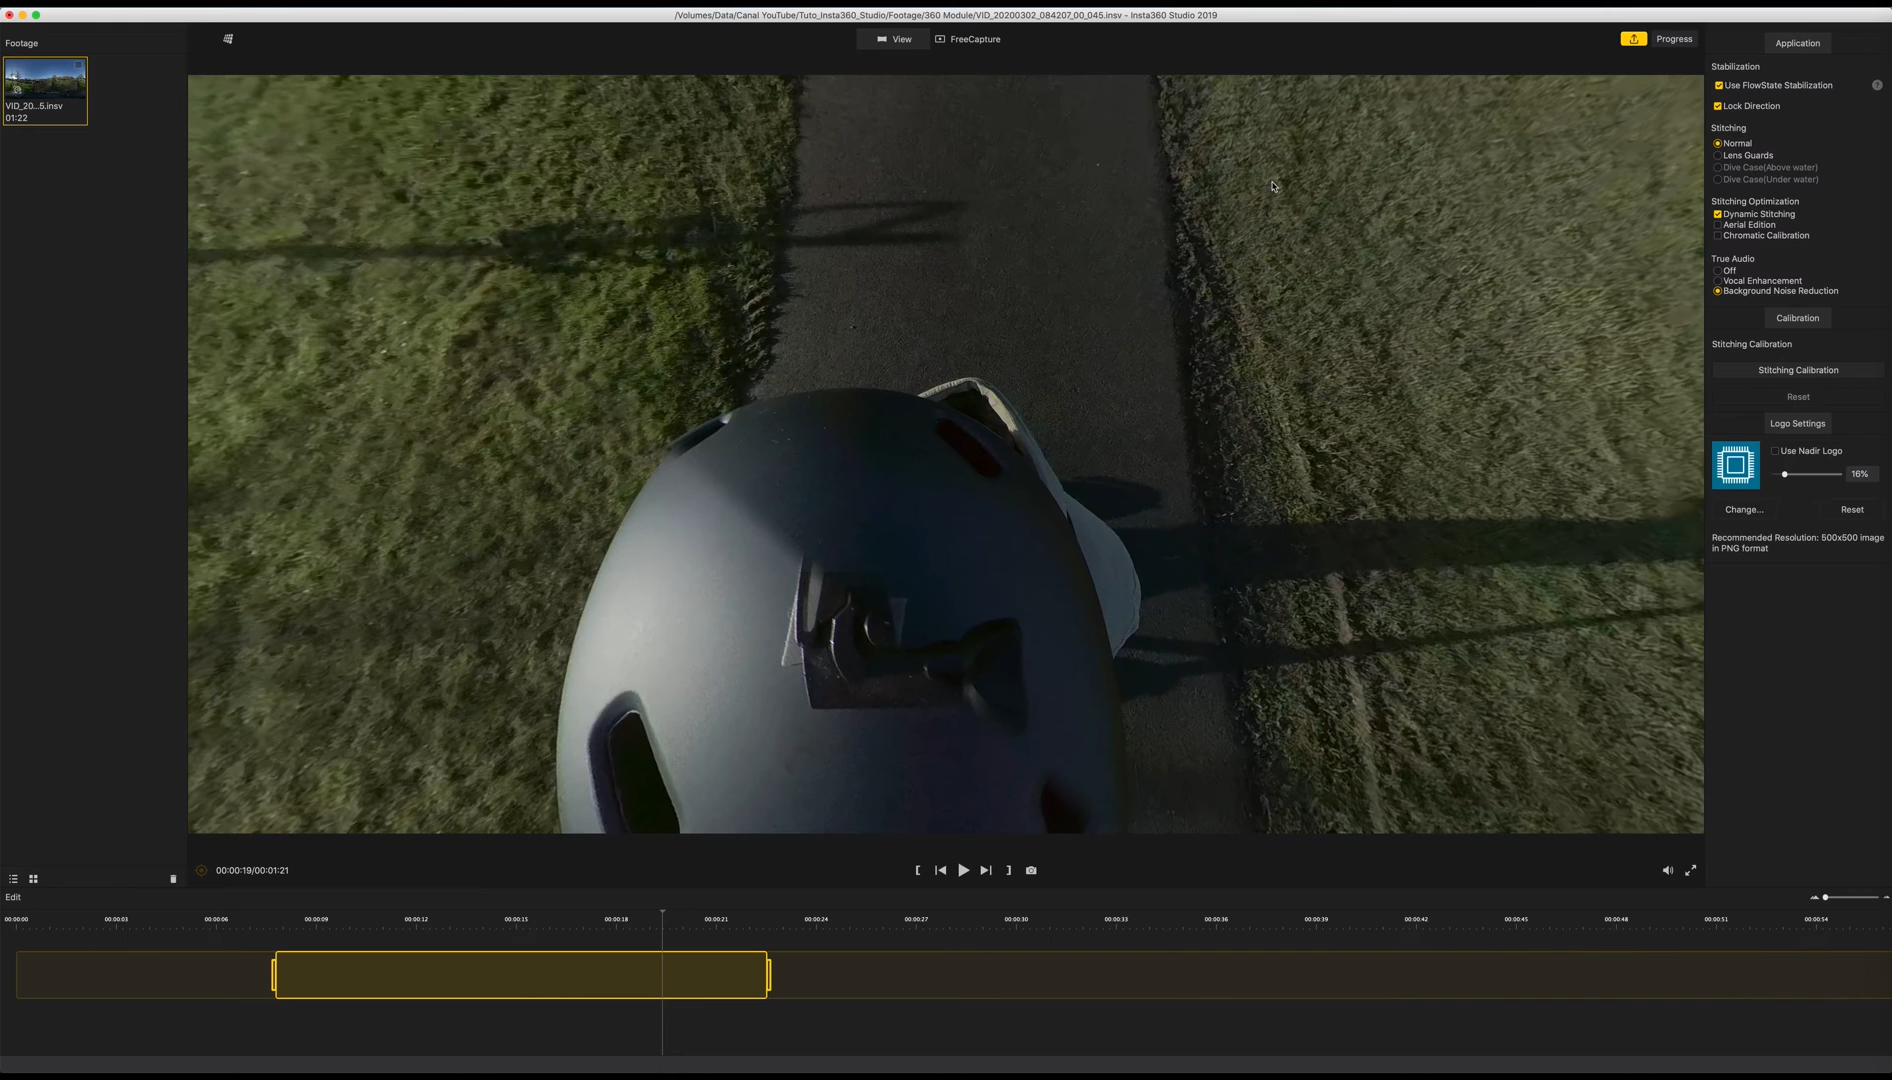 /Volumes/Data/Canal YouTube/Tuto_Insta360_Studio/Footage/360 Module/VID_20200302_084207_00_045.insv - Insta360 Studio 2019
Footage
View
FreeCapture
Progress
Application
VID_20...5.insv
01:22
Stabilization
Use FlowState Stabilization
?
Lock Direction
Stitching
Normal
Lens Guards
Dive Case(Above water)
Dive Case(Under water)
Stitching Optimization
Dynamic Stitching
Aerial Edition
Chromatic Calibration
True Audio
Off
Vocal Enhancement
Background Noise Reduction
Calibration
Stitching Calibration
Stitching Calibration
Reset
Logo Settings
Use Nadir Logo
16%
Change...
Reset
Recommended Resolution: 500x500 image
in PNG format
00:00:19/00:01:21
Edit
00:00:00 00:00:03 00:00:06 00:00:09 00:00:12 00:00:15 00:00:18 00:00:21 00:00:24 00:00:27 00:00:30 00:00:33 00:00:36 00:00:39 00:00:42 00:00:45 00:00:48 00:00:51 00:00:54